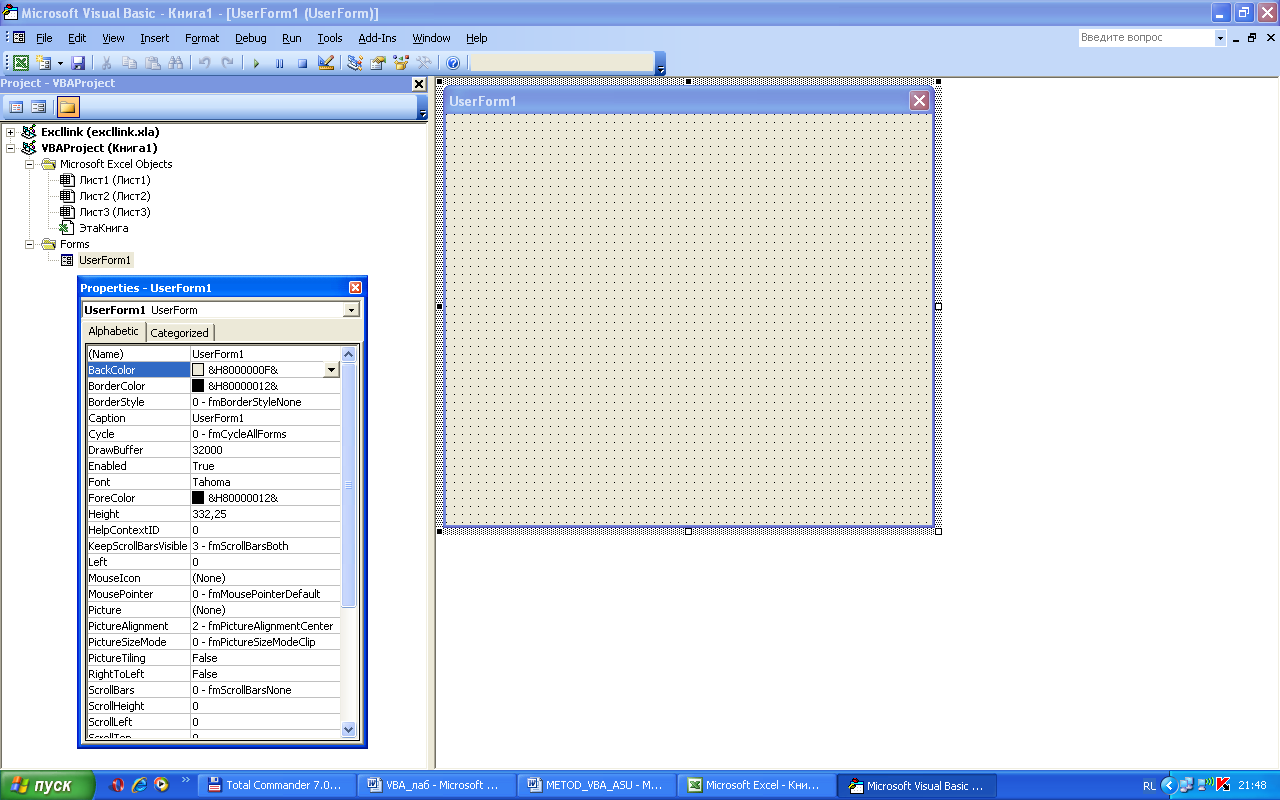 Microsoft Visual Basic - Книга1 - [UserForm1 (UserForm)]
File Edit View Insert Format Debug Run Tools Add-Ins Window Help
Введите вопрос
Project - VBAProject
Excllink (excllink.xla)
VBAProject (Книга1)
Microsoft Excel Objects
Лист1 (Лист1)
Лист2 (Лист2)
Лист3 (Лист3)
ЭтаКнига
Forms
UserForm1
Properties - UserForm1
UserForm1 UserForm
Alphabetic Categorized
(Name) UserForm1
BackColor &H8000000F&
BorderColor &H80000012&
BorderStyle 0 - fmBorderStyleNone
Caption UserForm1
Cycle 0 - fmCycleAllForms
DrawBuffer 32000
Enabled True
Font Tahoma
ForeColor &H80000012&
Height 332,25
HelpContextID 0
KeepScrollBarsVisible 3 - fmScrollBarsBoth
Left 0
MouseIcon (None)
MousePointer 0 - fmMousePointerDefault
Picture (None)
PictureAlignment 2 - fmPictureAlignmentCenter
PictureSizeMode 0 - fmPictureSizeModeClip
PictureTiling False
RightToLeft False
ScrollBars 0 - fmScrollBarsNone
ScrollHeight 0
ScrollLeft 0
ScrollTop 0
UserForm1
пуск
Total Commander 7.0...
VBA_лаб - Microsoft ...
METOD_VBA_ASU - M...
Microsoft Excel - Кни...
Microsoft Visual Basic ...
RL
21:48